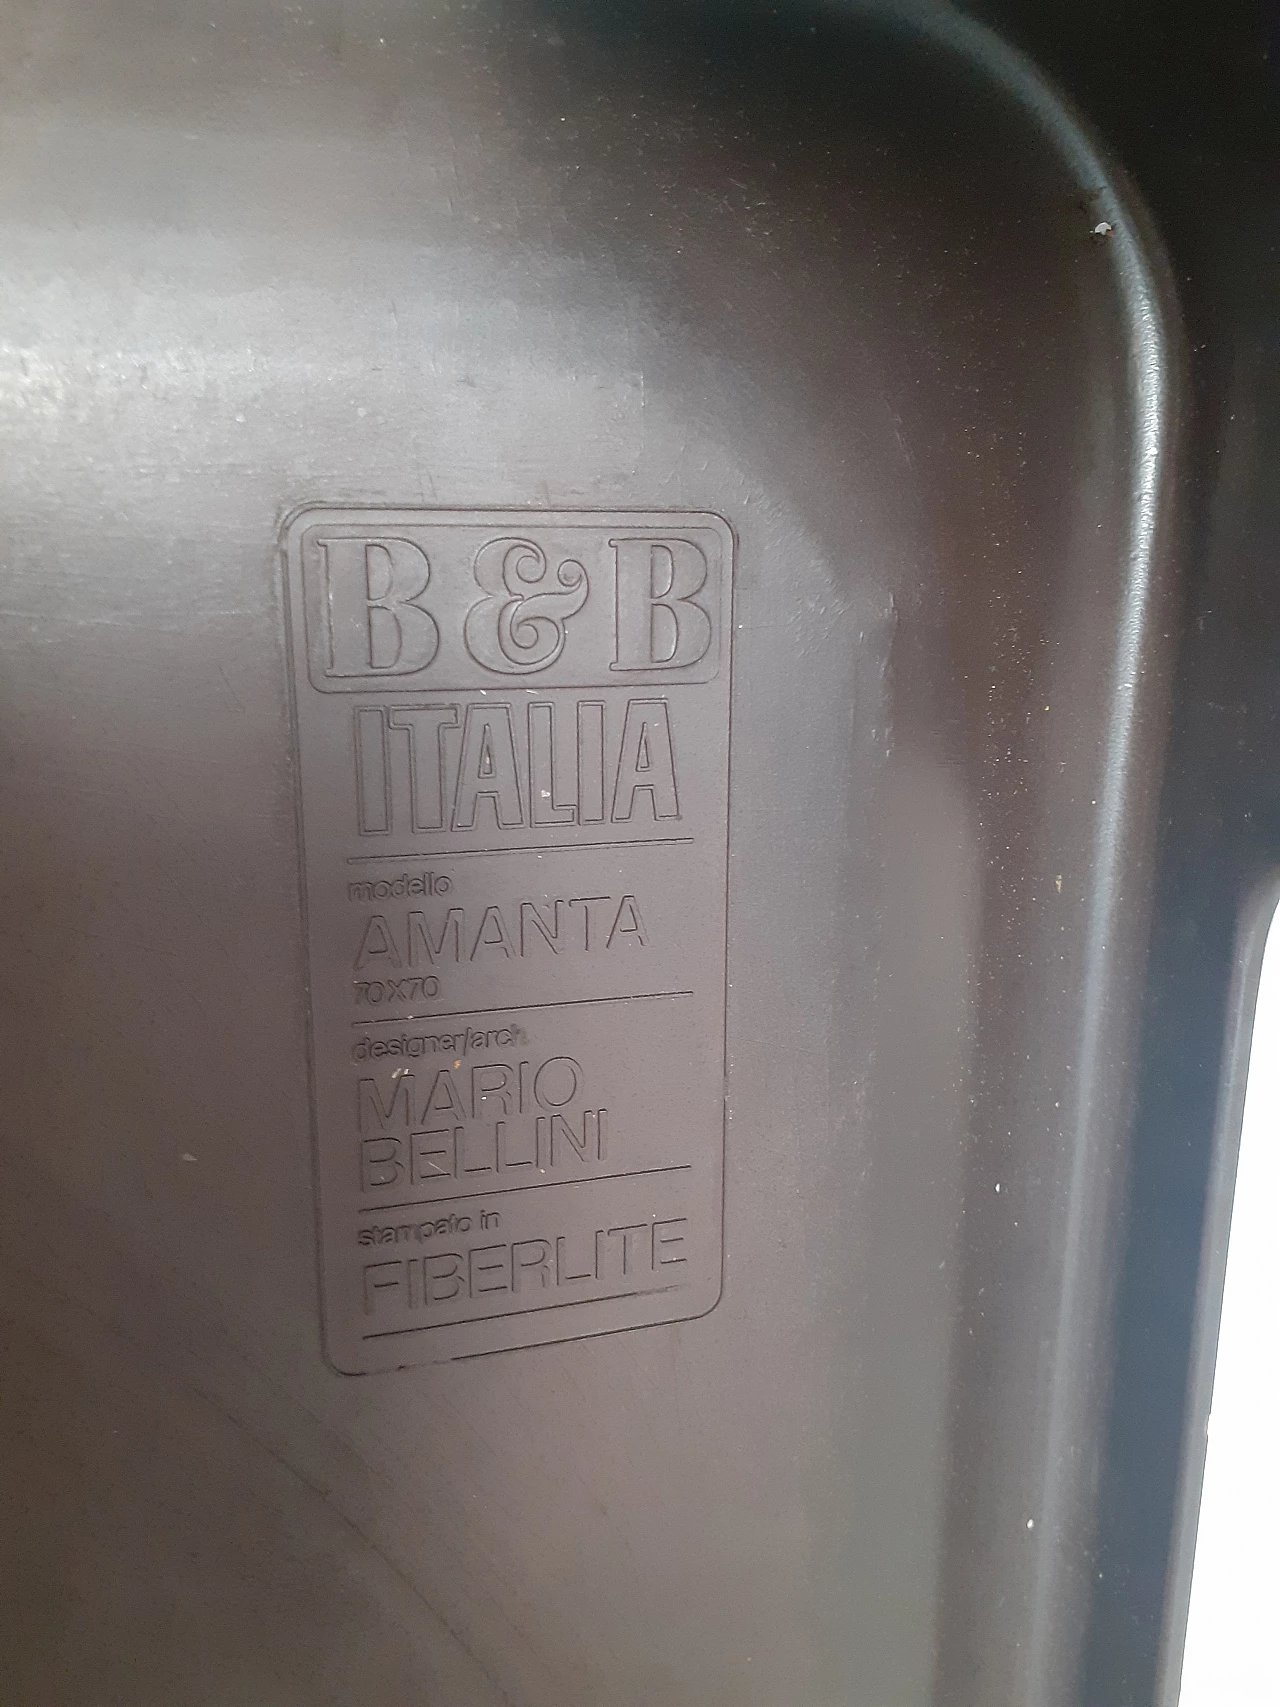 B&B
ITALIA
modello
AMANTA
70X70
designer/arch.
MARIO
BELLINI
stampato in
FIBERLITE